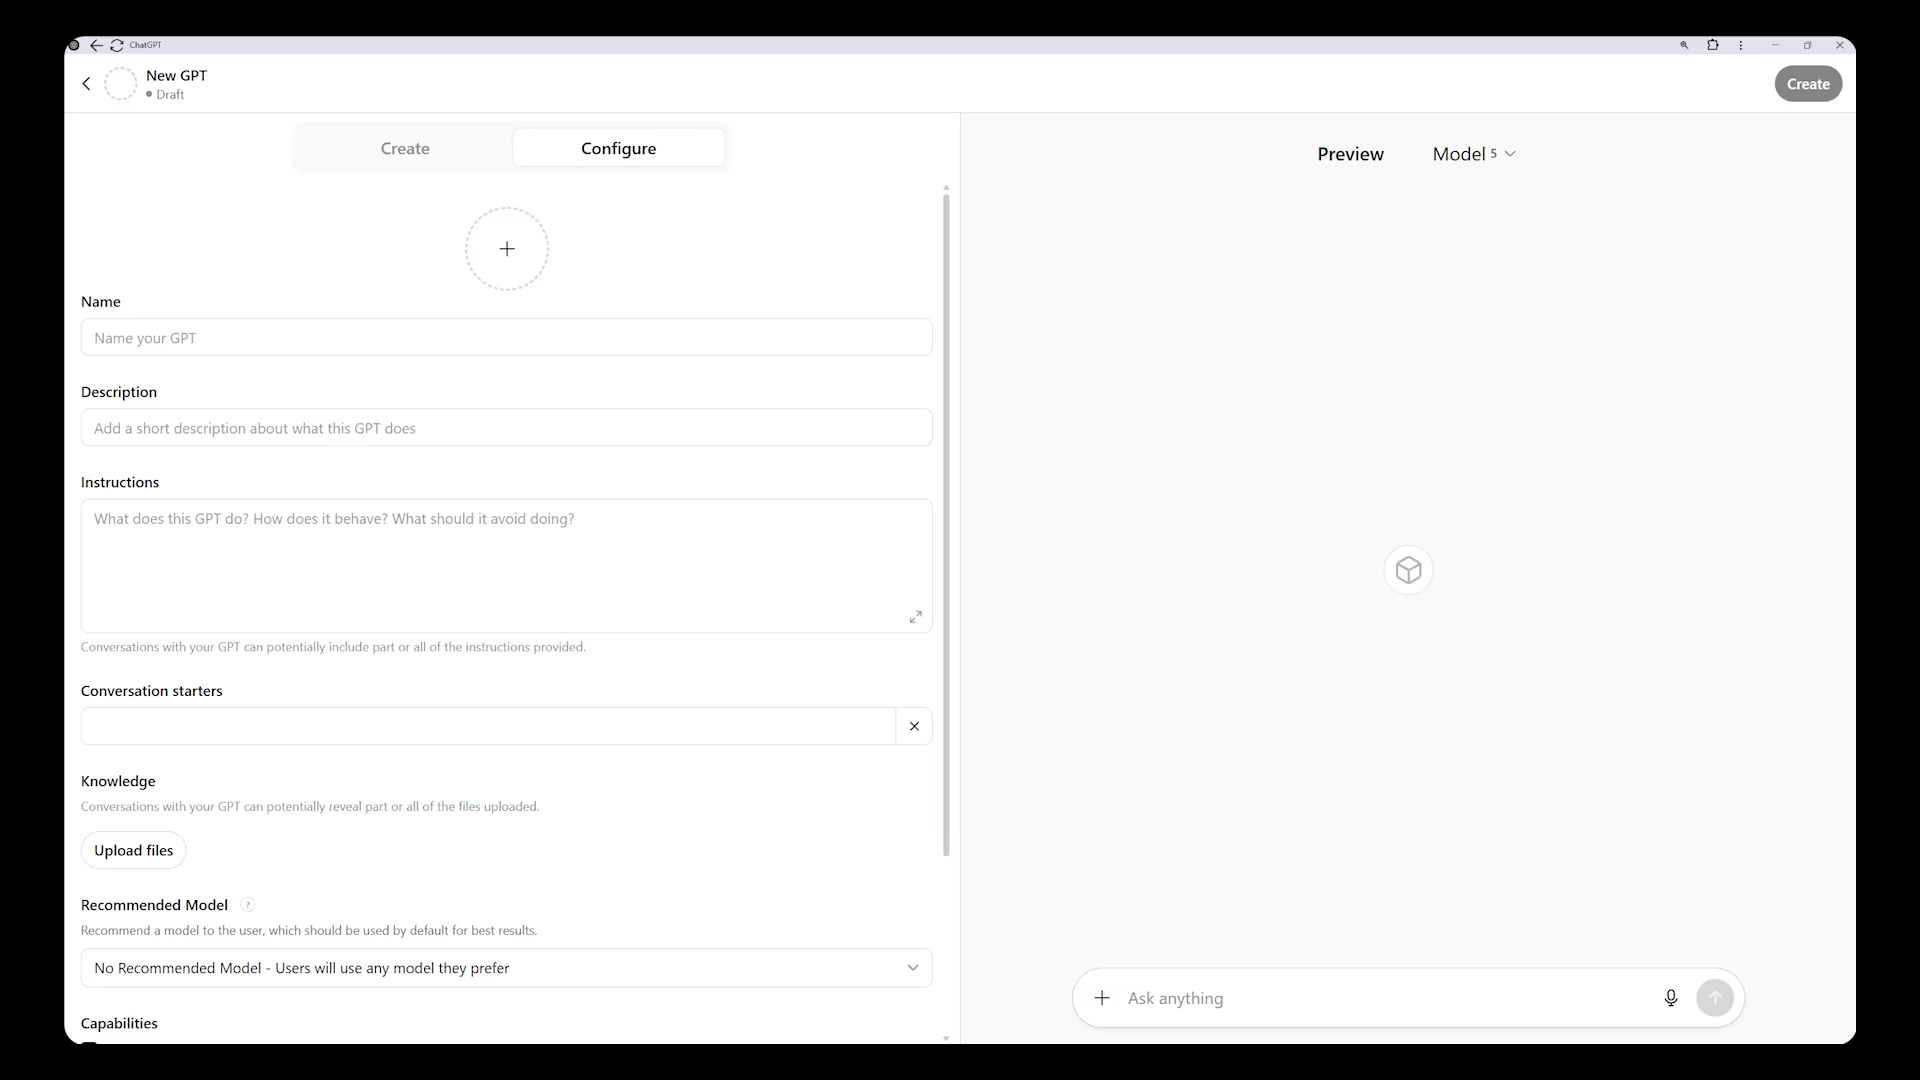 ChatGPT
New GPT
Draft
Create
Create
Configure
Preview
Model 5
Name
Name your GPT
Description
Add a short description about what this GPT does
Instructions
What does this GPT do? How does it behave? What should it avoid doing?
Conversations with your GPT can potentially include part or all of the instructions provided.
Conversation starters
Knowledge
Conversations with your GPT can potentially reveal part or all of the files uploaded.
Upload files
Recommended Model ?
Recommend a model to the user, which should be used by default for best results.
No Recommended Model - Users will use any model they prefer
Capabilities
Ask anything